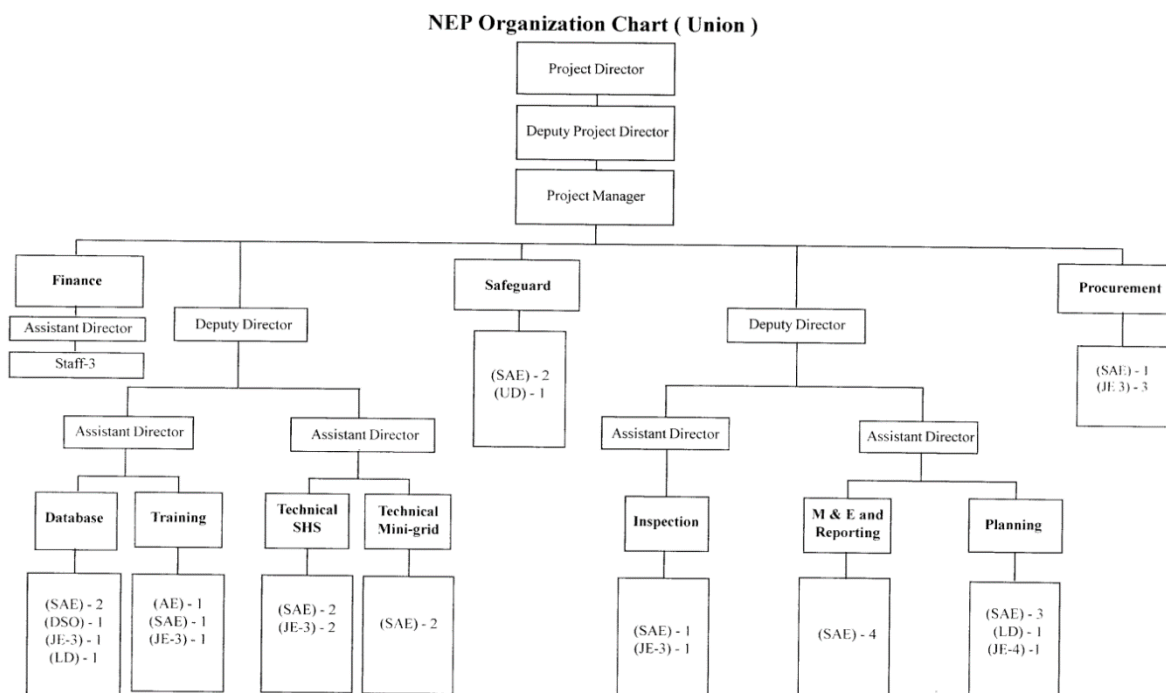 NEP Organization Chart ( Union )
Project Director
Deputy Project Director
Project Manager
Finance
Assistant Director
Staff-3
Deputy Director
Safeguard
(SAE) - 2
(UD) - 1
Deputy Director
Procurement
(SAE) - 1
(JE 3) - 3
Assistant Director
Assistant Director
Assistant Director
Assistant Director
Database
(SAE) - 2
(DSO) - 1
(JE-3) - 1
(LD) - 1
Training
(AE) - 1
(SAE) - 1
(JE-3) - 1
Technical
SHS
(SAE) - 2
(JE-3) - 2
Technical
Mini-grid
(SAE) - 2
Inspection
(SAE) - 1
(JE-3) - 1
M & E and
Reporting
(SAE) - 4
Planning
(SAE) - 3
(LD) - 1
(JE-4) -1